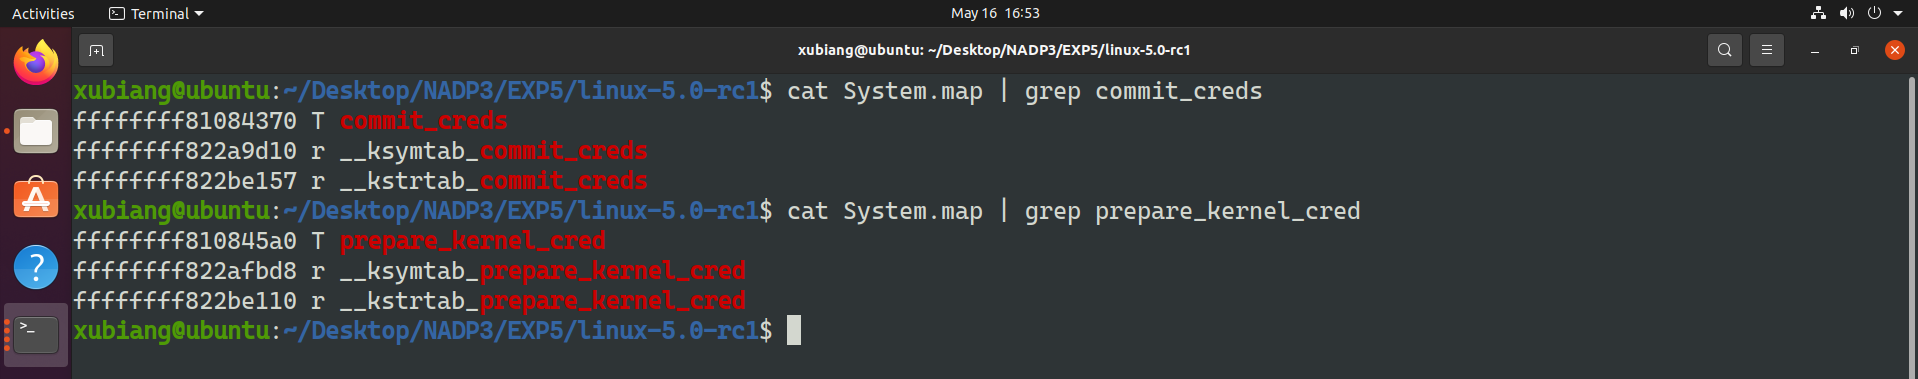 Activities Terminal May 16 16:53
xubiang@ubuntu: ~/Desktop/NADP3/EXP5/linux-5.0-rc1
xubiang@ubuntu:~/Desktop/NADP3/EXP5/linux-5.0-rc1$ cat System.map | grep commit_creds
ffffffff81084370 T commit_creds
ffffffff822a9d10 r __ksymtab_commit_creds
ffffffff822be157 r __kstrtab_commit_creds
xubiang@ubuntu:~/Desktop/NADP3/EXP5/linux-5.0-rc1$ cat System.map | grep prepare_kernel_cred
ffffffff810845a0 T prepare_kernel_cred
ffffffff822afbd8 r __ksymtab_prepare_kernel_cred
ffffffff822be110 r __kstrtab_prepare_kernel_cred
xubiang@ubuntu:~/Desktop/NADP3/EXP5/linux-5.0-rc1$